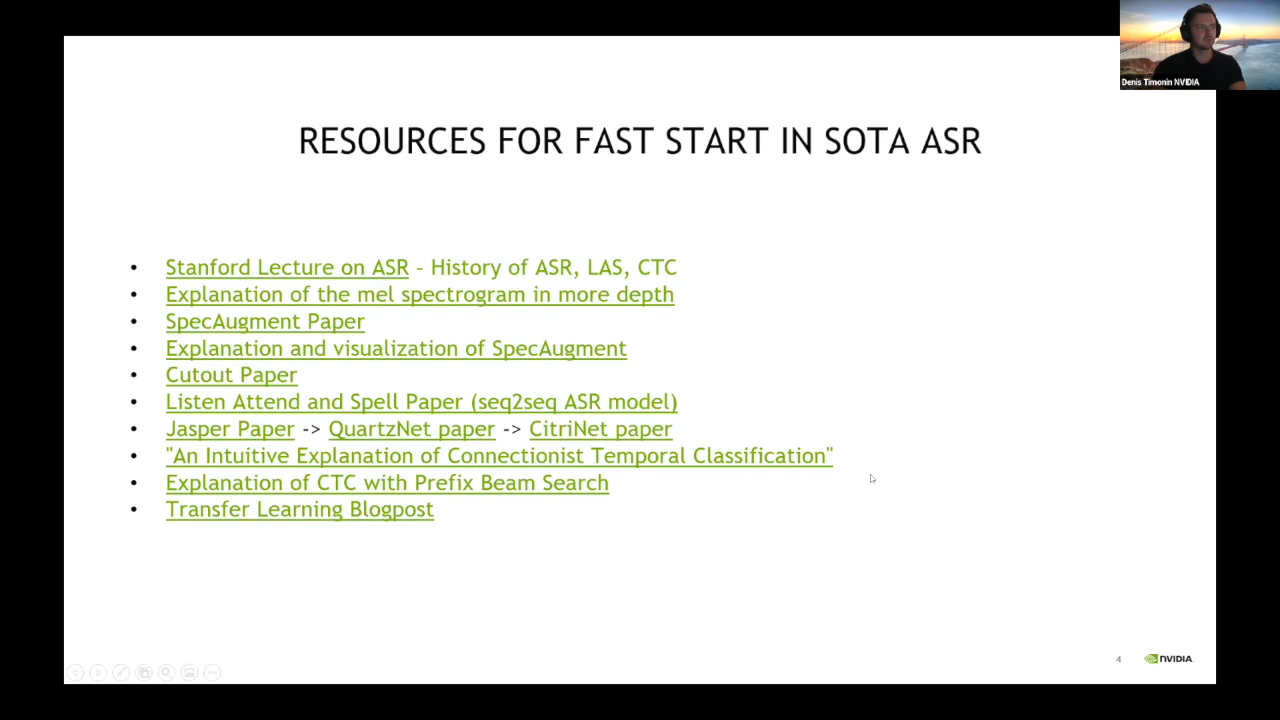 Denis Timonin NVIDIA
RESOURCES FOR FAST START IN SOTA ASR
• Stanford Lecture on ASR – History of ASR, LAS, CTC
• Explanation of the mel spectrogram in more depth
• SpecAugment Paper
• Explanation and visualization of SpecAugment
• Cutout Paper
• Listen Attend and Spell Paper (seq2seq ASR model)
• Jasper Paper -> QuartzNet paper -> CitriNet paper
• "An Intuitive Explanation of Connectionist Temporal Classification"
• Explanation of CTC with Prefix Beam Search
• Transfer Learning Blogpost
4 NVIDIA